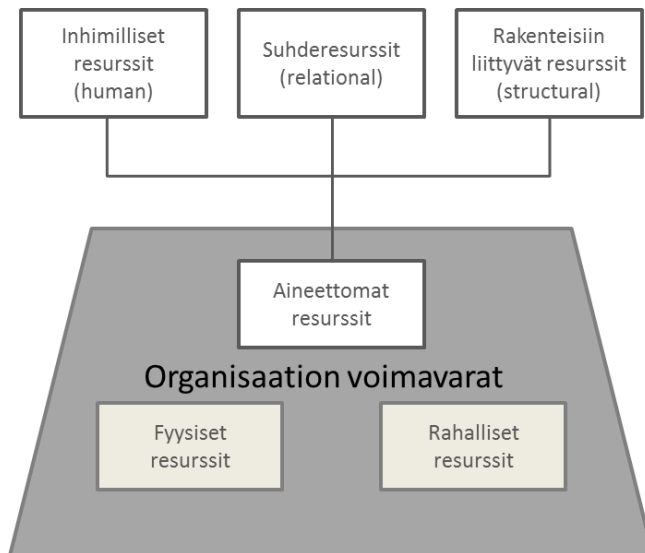 Inhimilliset
resurssit
(human)
Suhderesurssit
(relational)
Rakenteisiin
liittyvät resurssit
(structural)
Aineettomat
resurssit
Organisaation voimavarat
Fyysiset
resurssit
Rahalliset
resurssit